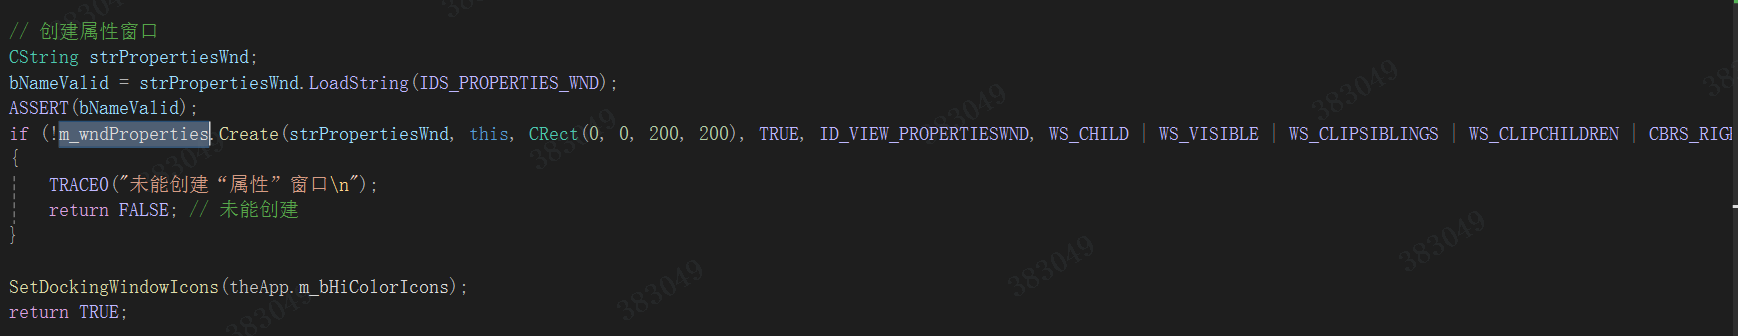 // 创建属性窗口
CString strPropertiesWnd;
bNameValid = strPropertiesWnd.LoadString(IDS_PROPERTIES_WND);
ASSERT(bNameValid);
if (!m_wndProperties.Create(strPropertiesWnd, this, CRect(0, 0, 200, 200), TRUE, ID_VIEW_PROPERTIESWND, WS_CHILD | WS_VISIBLE | WS_CLIPSIBLINGS | WS_CLIPCHILDREN | CBRS_RIGH
{
TRACE0("未能创建“属性”窗口\n");
return FALSE; // 未能创建
}
SetDockingWindowIcons(theApp.m_bHiColorIcons);
return TRUE;
383049
383049
383049
383049
383049
383049
383049
383049